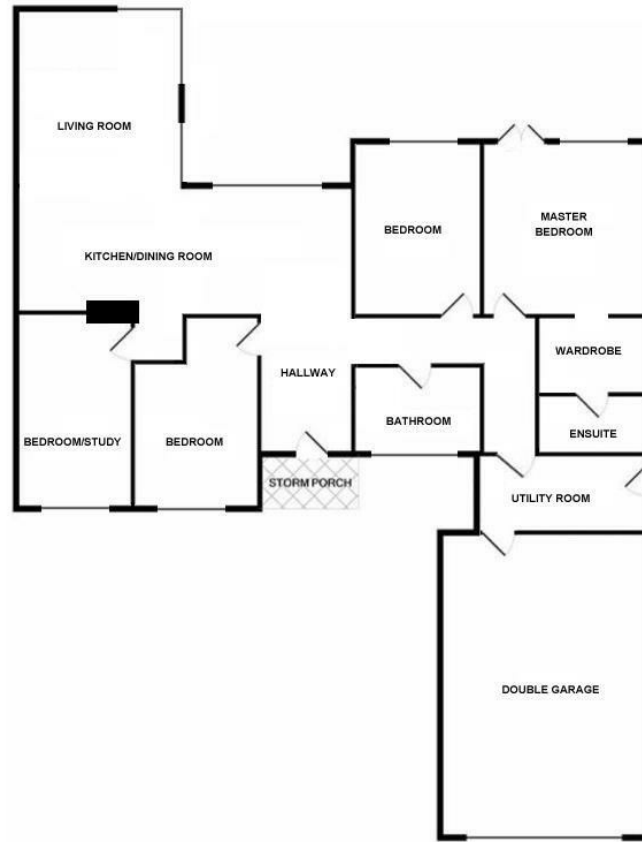 LIVING ROOM
BEDROOM
MASTER
BEDROOM
KITCHEN/DINING ROOM
WARDROBE
HALLWAY
BATHROOM
BEDROOM/STUDY
BEDROOM
ENSUITE
STORM PORCH
UTILITY ROOM
DOUBLE GARAGE